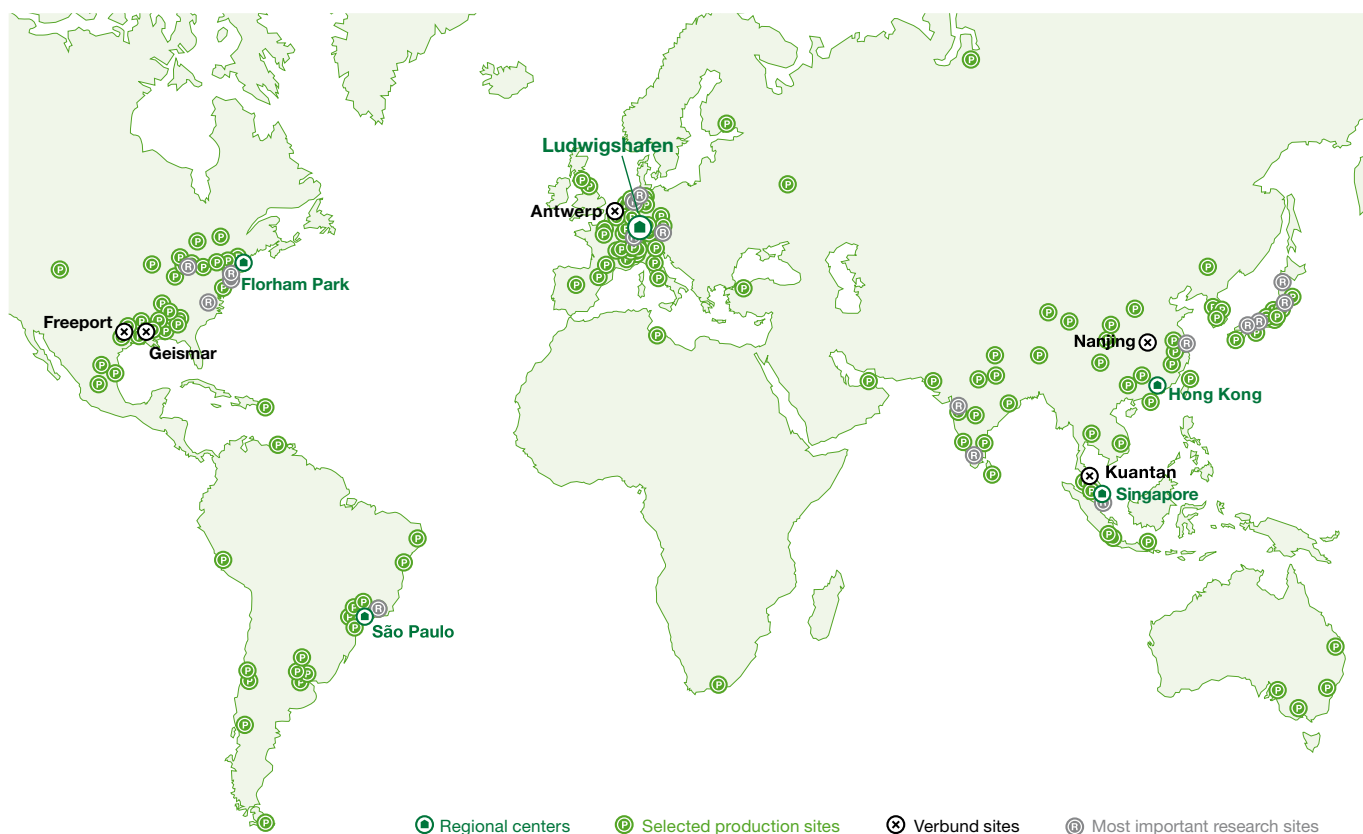 Ludwigshafen
Antwerp
Florham Park
Freeport
Geismar
Nanjing
Hong Kong
Kuantan
Singapore
São Paulo
Regional centers
P Selected production sites
Verbund sites
R Most important research sites